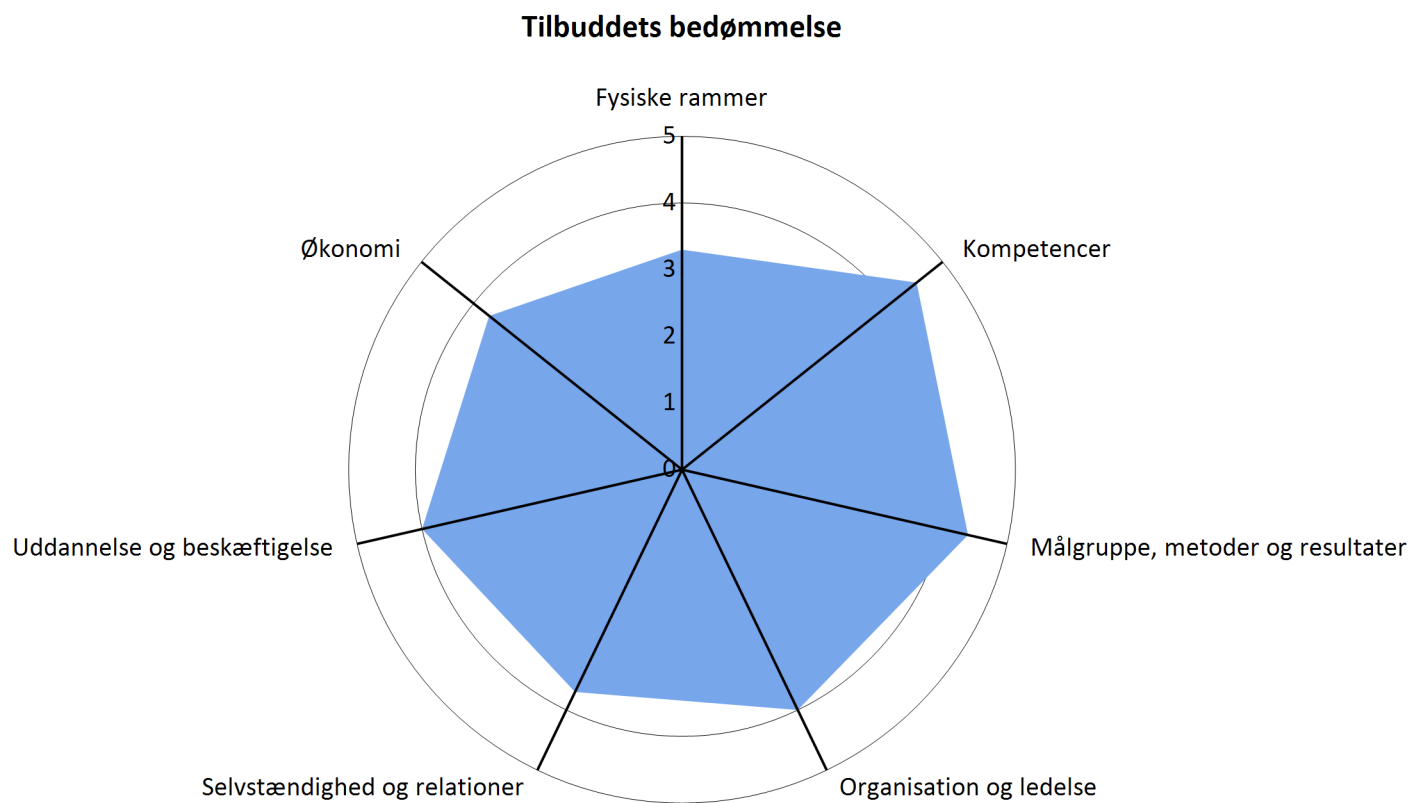 Tilbuddets bedømmelse
Fysiske rammer
5
4
Økonomi
Kompetencer
3
2
1
0
Uddannelse og beskæftigelse
Målgruppe, metoder og resultater
Selvstændighed og relationer
Organisation og ledelse